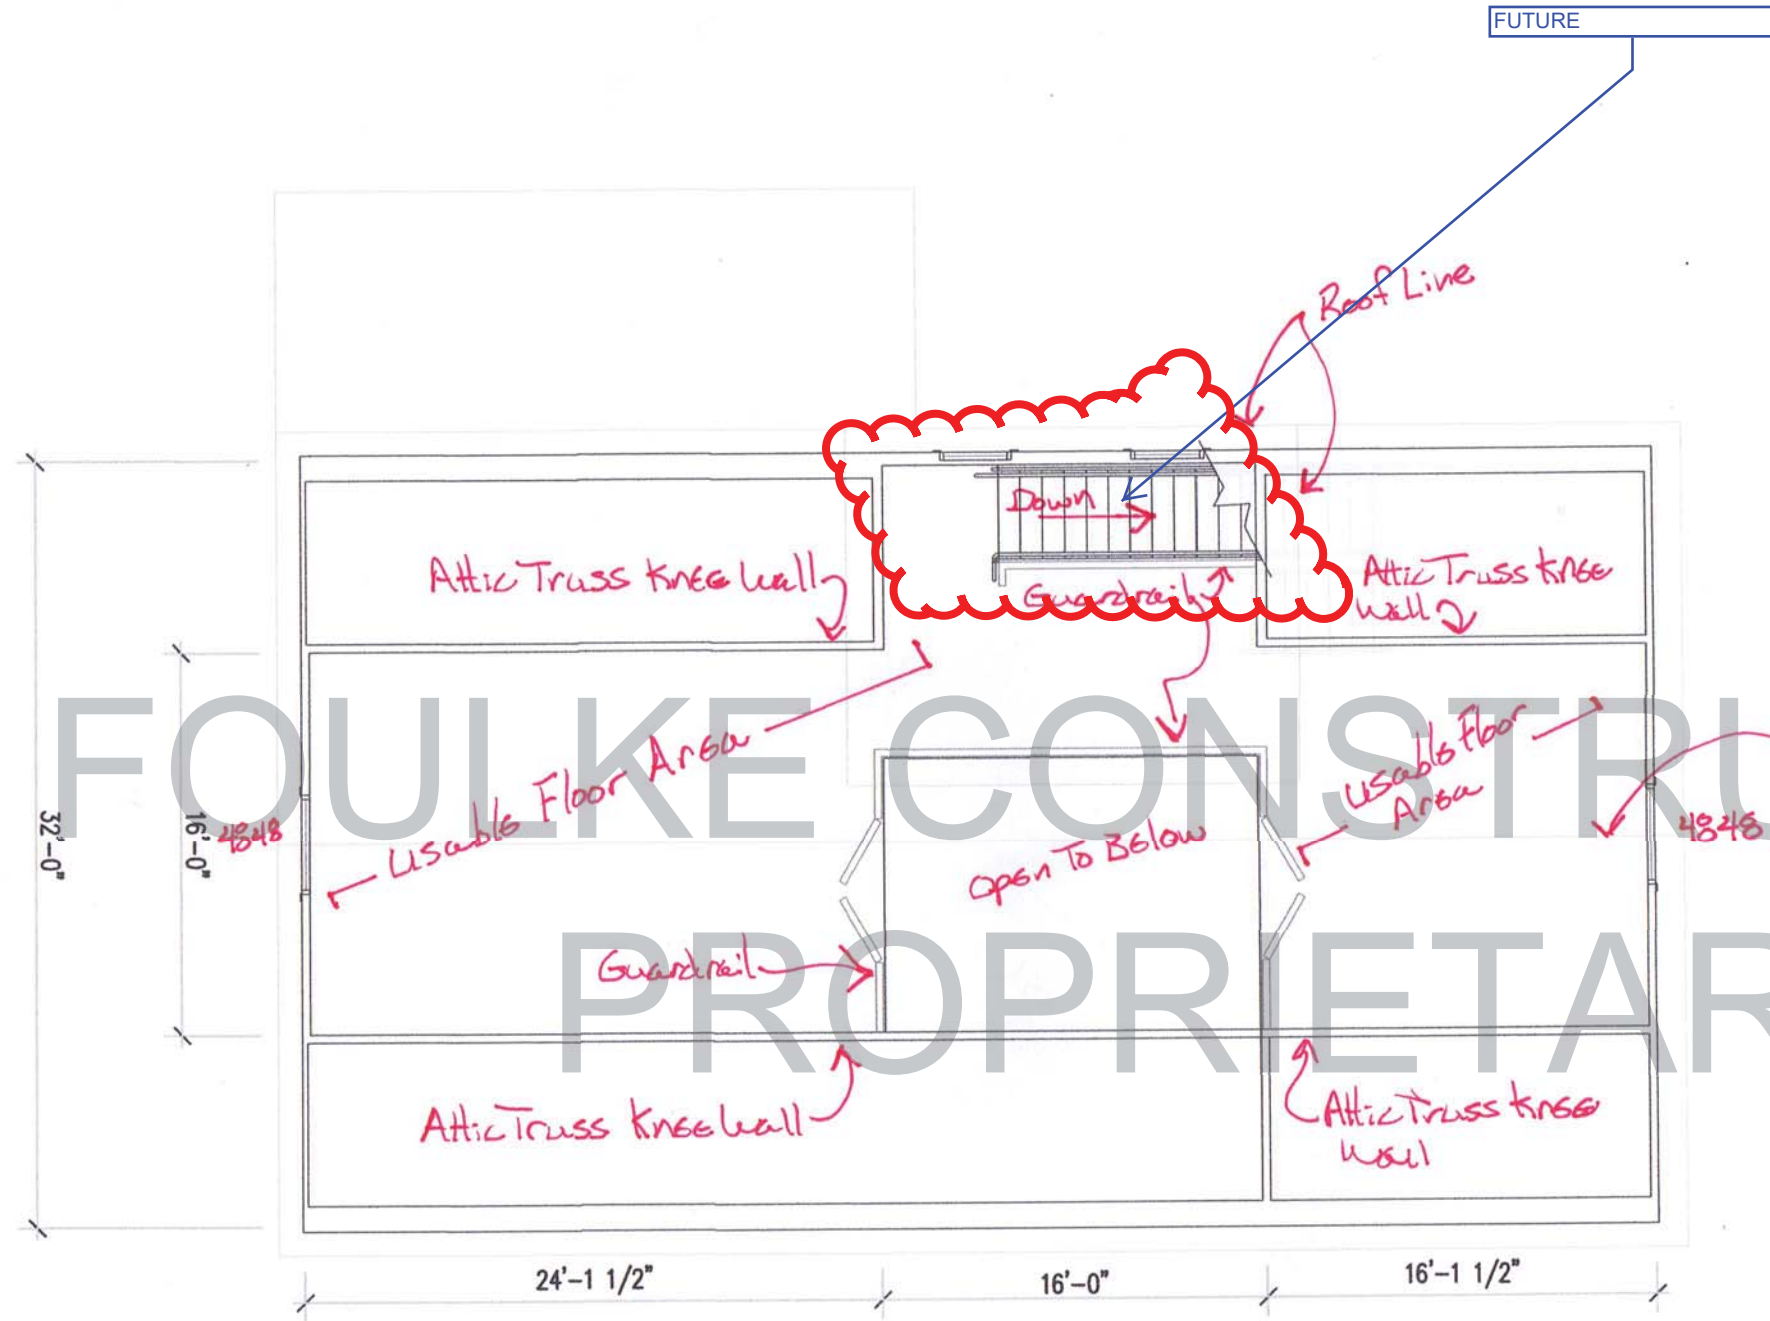 FUTURE
Roof Line
Down
Attic Truss Knee Wall
Guardrail
Attic Truss Knee
Wall
Usable Floor Area
Usable Floor
Area
FOULKE CONSTRU
32'-0"
16'-0"
4848
4848
Open To Below
Guardrail
PROPRIETAR
Attic Truss Knee Wall
Attic Truss Knee
Wall
24'-1 1/2"
16'-0"
16'-1 1/2"